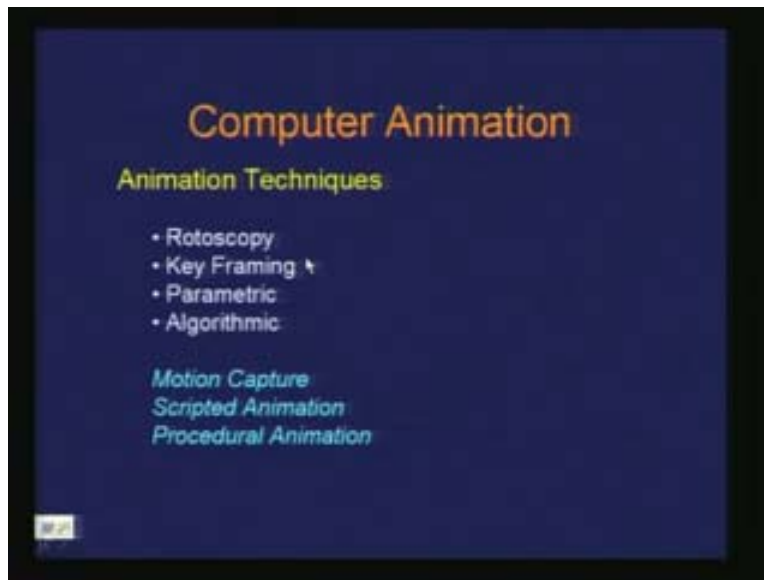 Computer Animation
Animation Techniques
• Rotoscopy
• Key Framing
• Parametric
• Algorithmic
Motion Capture
Scripted Animation
Procedural Animation